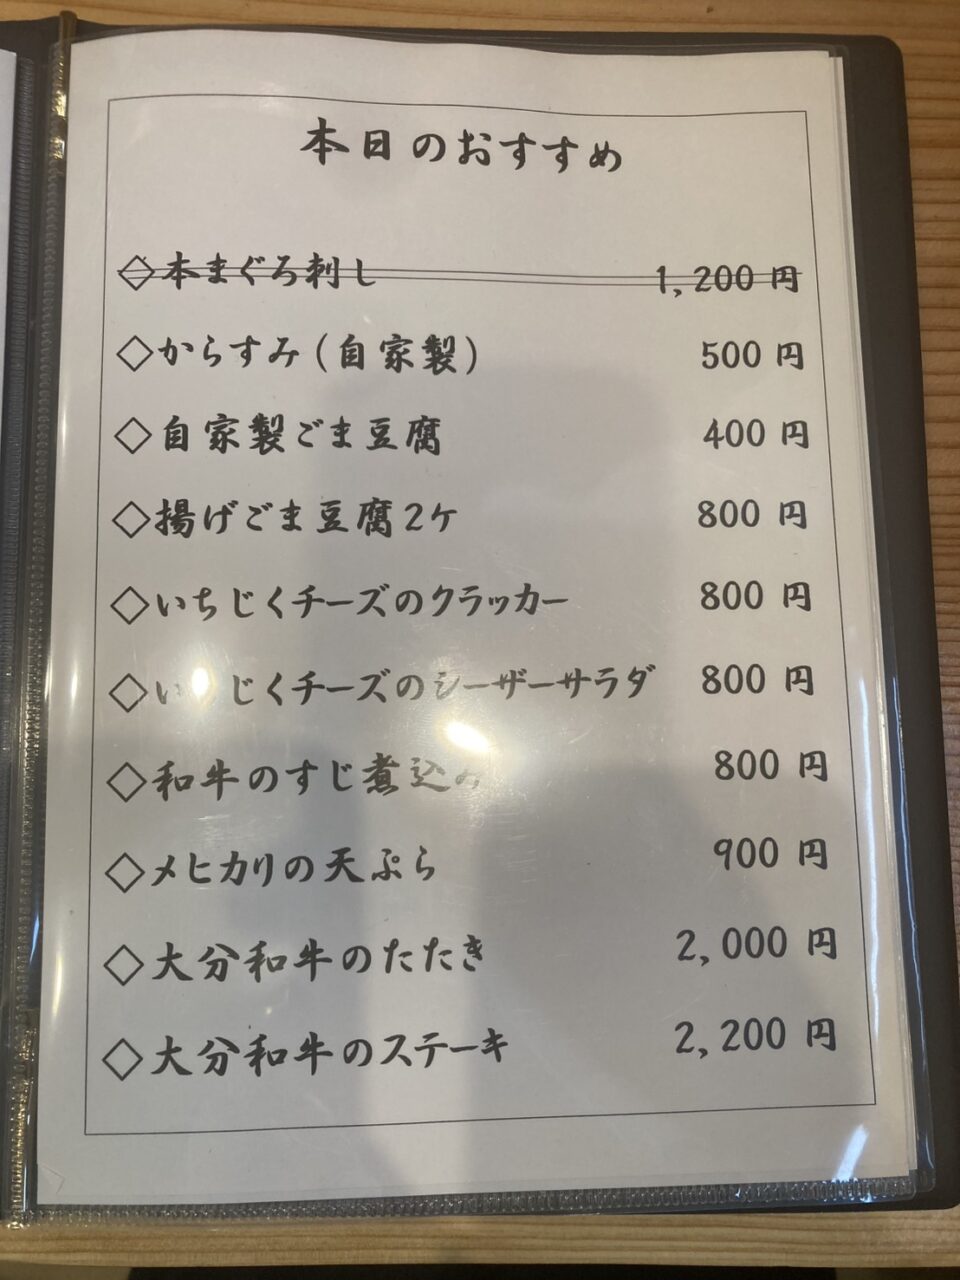 本日のおすすめ
◇本まぐろ刺し 1,200円
◇からすみ(自家製) 500円
◇自家製ごま豆腐 400円
◇揚げごま豆腐2ケ 800円
◇いちじくチーズのクラッカー 800円
◇いちじくチーズのシーザーサラダ 800円
◇和牛のすじ煮込み 800円
◇メヒカリの天ぷら 900円
◇大分和牛のたたき 2,000円
◇大分和牛のステーキ 2,200円